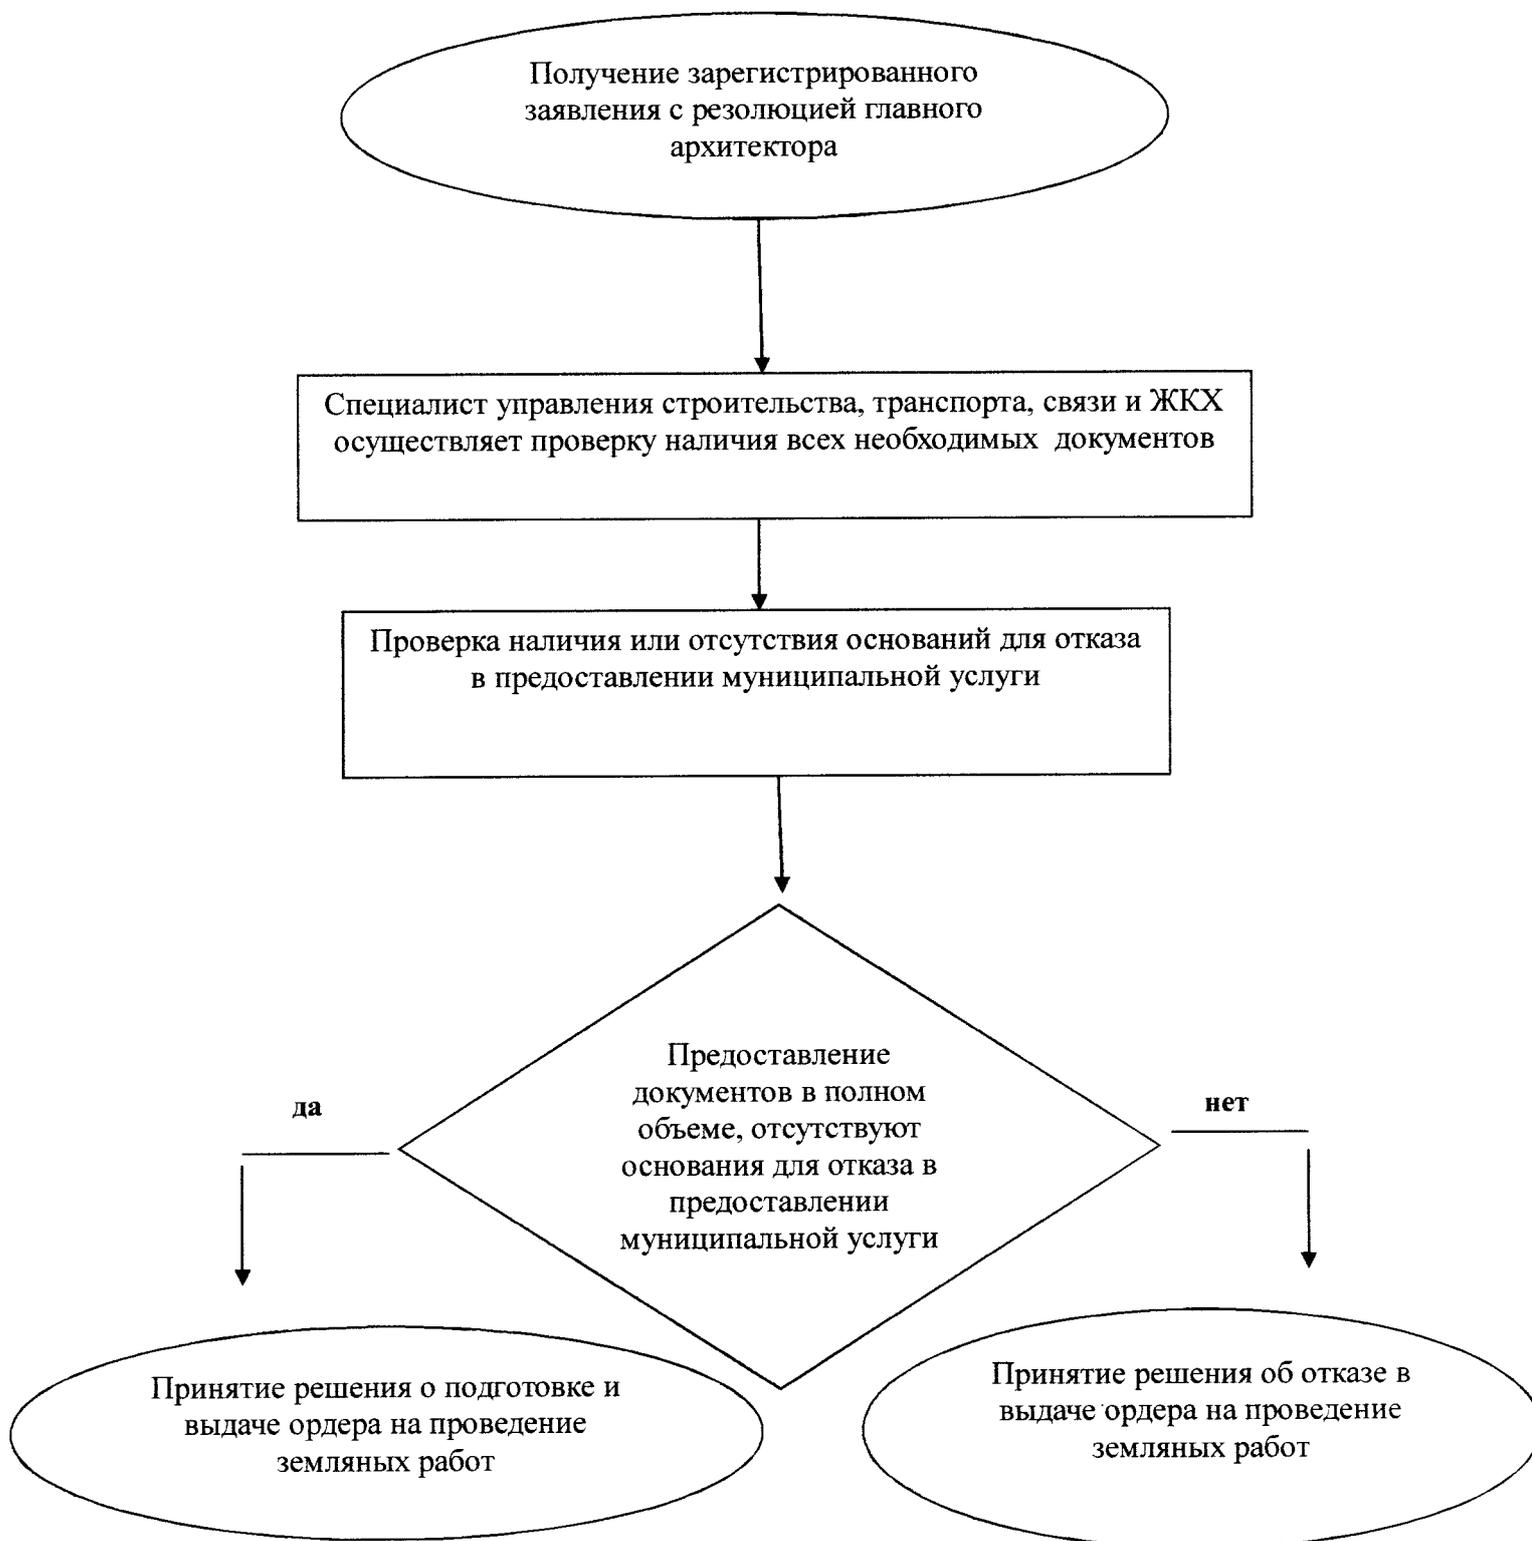 Получение зарегистрированного
заявления с резолюцией главного
архитектора
Специалист управления строительства, транспорта, связи и ЖКХ
осуществляет проверку наличия всех необходимых документов
Проверка наличия или отсутствия оснований для отказа
в предоставлении муниципальной услуги
Предоставление
документов в полном
объеме, отсутствуют
основания для отказа в
предоставлении
муниципальной услуги
да
нет
Принятие решения о подготовке и
выдаче ордера на проведение
земляных работ
Принятие решения об отказе в
выдаче ордера на проведение
земляных работ